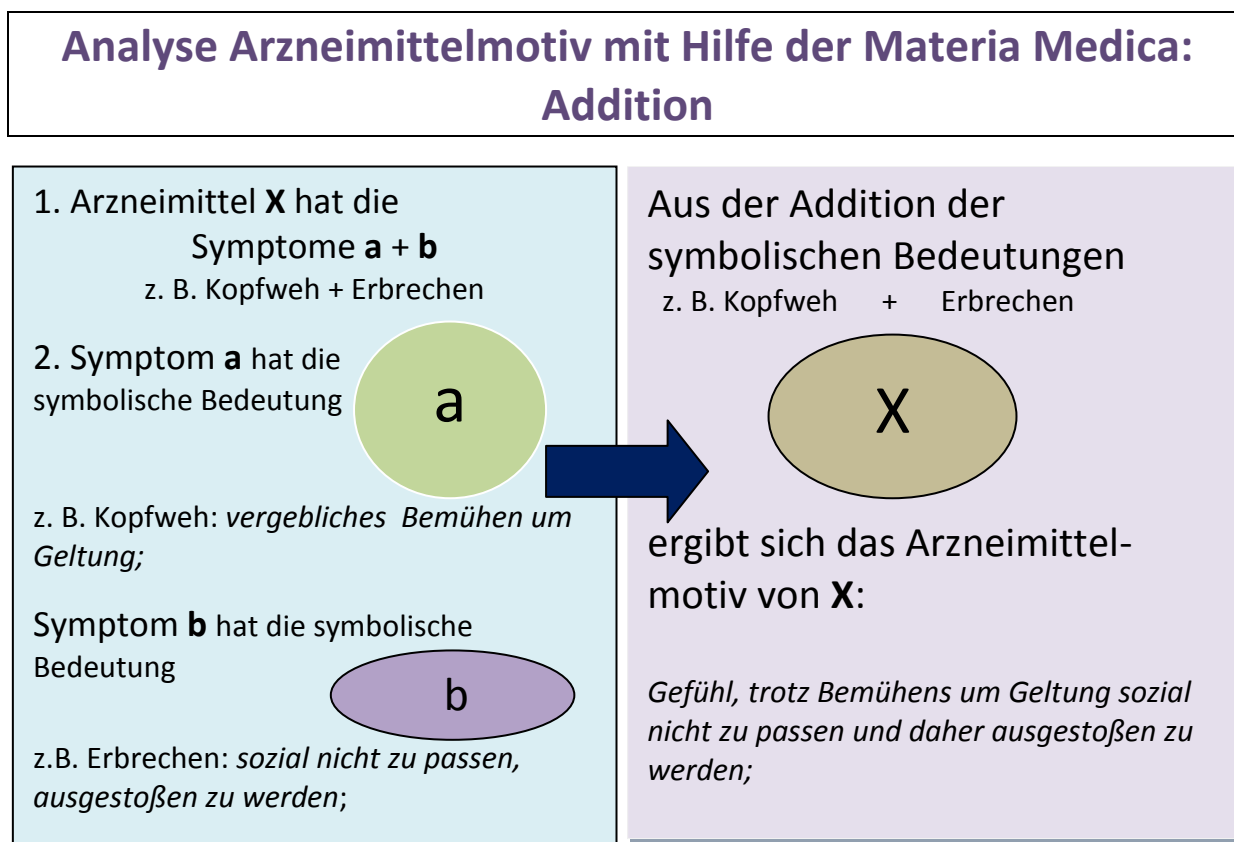 Analyse Arzneimittelmotiv mit Hilfe der Materia Medica:
Addition
1. Arzneimittel X hat die
Symptome a + b
z. B. Kopfweh + Erbrechen
2. Symptom a hat die
symbolische Bedeutung
a
z. B. Kopfweh: vergebliches Bemühen um
Geltung;
Symptom b hat die symbolische
Bedeutung
b
z.B. Erbrechen: sozial nicht zu passen,
ausgestoßen zu werden;
Aus der Addition der
symbolischen Bedeutungen
z. B. Kopfweh + Erbrechen
X
ergibt sich das Arzneimittel-
motiv von X:
Gefühl, trotz Bemühens um Geltung sozial
nicht zu passen und daher ausgestoßen zu
werden;